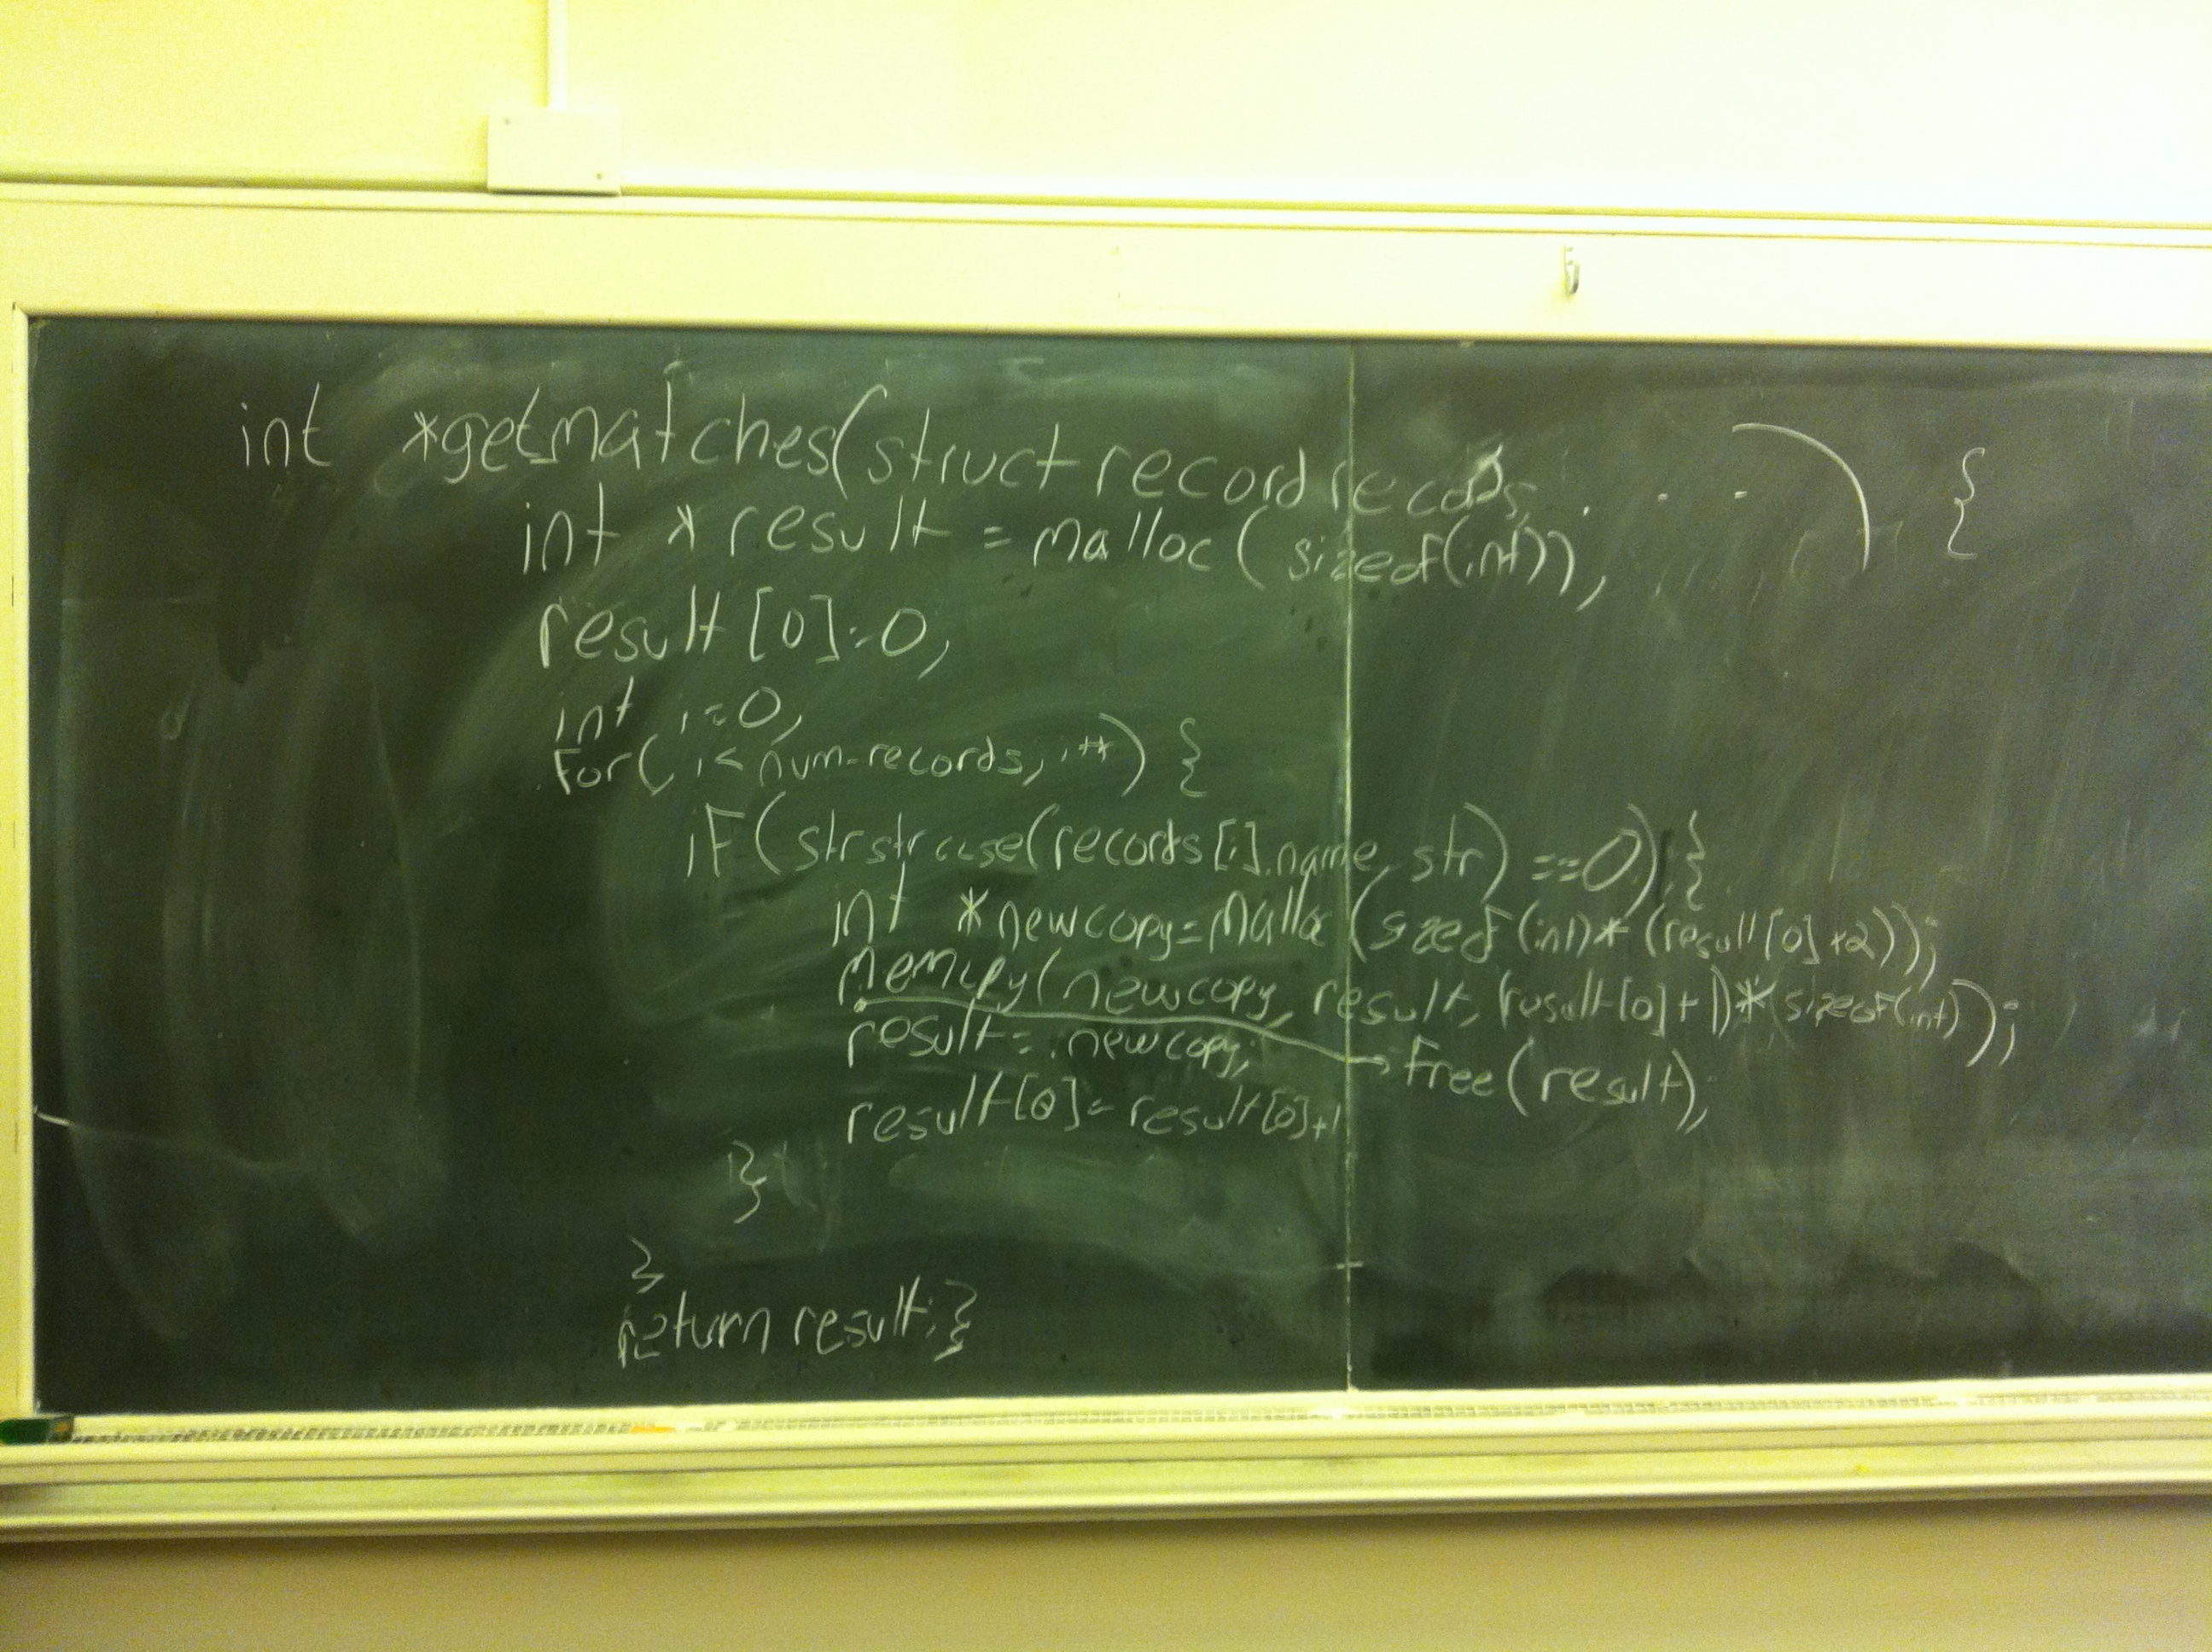 int *getmatches(struct record records, . . . ) {
int *result = malloc( sizeof(int));
result[0]=0;
int i=0;
for(; i<num_records; i++) {
if(strstrcase(records[i].name, str) ==0) {
int *newcopy=malloc(sizeof(int)*(result[0]+2));
memcpy(newcopy, result, (result[0]+1)*(sizeof(int));
result=newcopy;
free(result);
result[0]=result[0]+1
}
}
return result; }